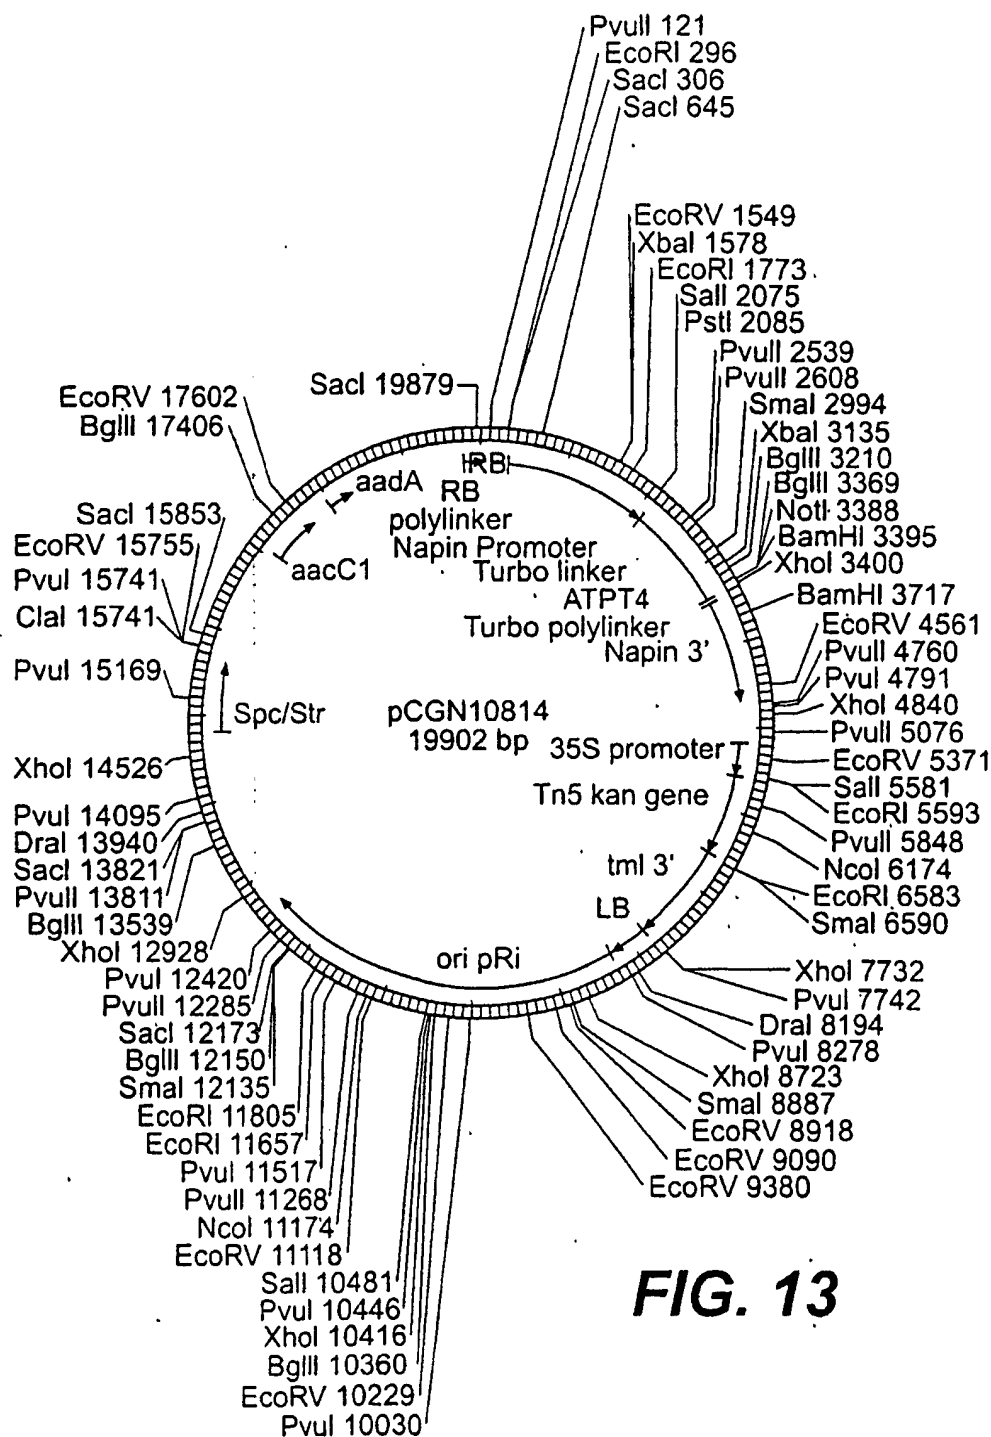 PvuII 121
EcoRI 296
SacI 306
SacI 645
EcoRV 1549
XbaI 1578
EcoRI 1773
SalI 2075
PstI 2085
PvuII 2539
PvuII 2608
SmaI 2994
XbaI 3135
BglII 3210
BglII 3369
NotI 3388
BamHI 3395
XhoI 3400
BamHI 3717
EcoRV 4561
PvuII 4760
PvuI 4791
XhoI 4840
PvuII 5076
EcoRV 5371
SalI 5581
EcoRI 5593
PvuII 5848
NcoI 6174
EcoRI 6583
SmaI 6590
XhoI 7732
PvuI 7742
DraI 8194
PvuI 8278
XhoI 8723
SmaI 8887
EcoRV 8918
EcoRV 9090
EcoRV 9380
SacI 19879
EcoRV 17602
BglII 17406
SacI 15853
EcoRV 15755
PvuI 15741
ClaI 15741
PvuI 15169
XhoI 14526
PvuI 14095
DraI 13940
SacI 13821
PvuII 13811
BglII 13539
XhoI 12928
PvuI 12420
PvuII 12285
SacI 12173
BglII 12150
SmaI 12135
EcoRI 11805
EcoRI 11657
PvuI 11517
PvuII 11268
NcoI 11174
EcoRV 11118
SalI 10481
PvuI 10446
XhoI 10416
BglII 10360
EcoRV 10229
PvuI 10030
RB
aadA
RB
polylinker
aacC1
Napin Promoter
Turbo linker
ATPT4
Turbo polylinker
Napin 3'
Spc/Str
pCGN10814
19902 bp
35S promoter
Tn5 kan gene
tml 3'
LB
ori pRi
FIG. 13